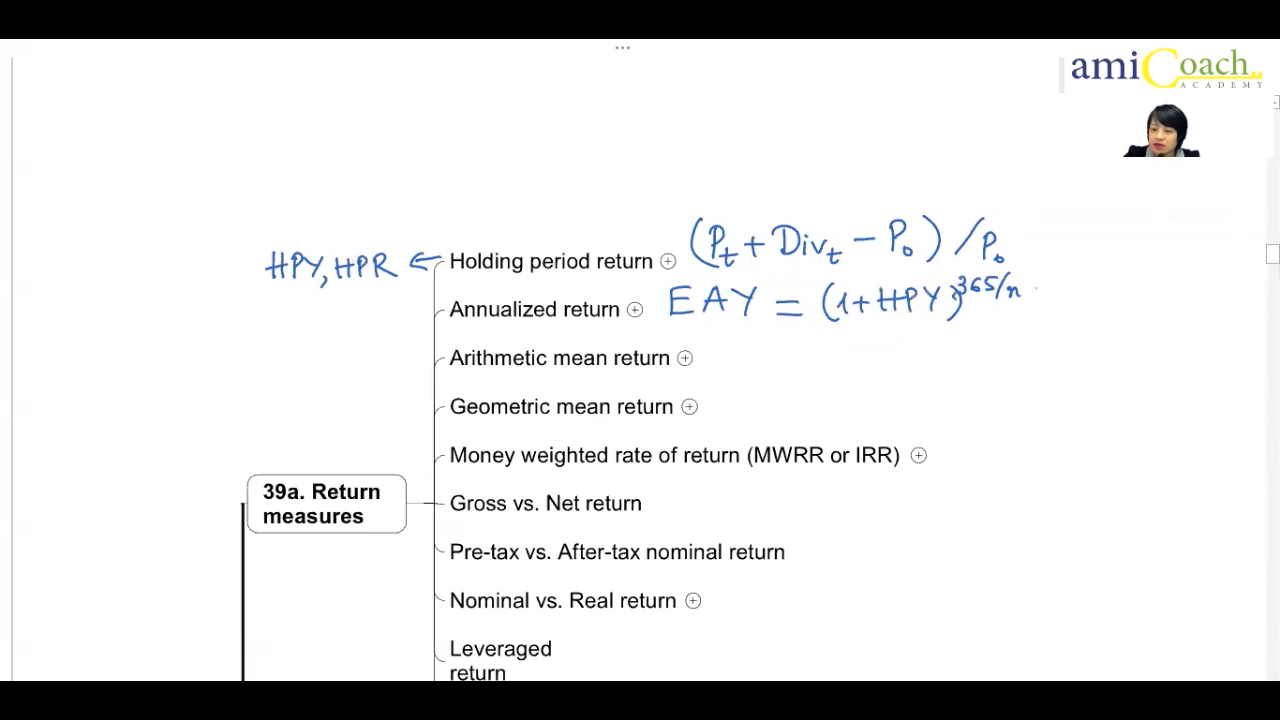 amiCoach
ACADEMY
HPY, HPR ← Holding period return (Pt + Divt - P0) / P0
Annualized return EAY = (1 + HPY)^365/n
Arithmetic mean return
Geometric mean return
Money weighted rate of return (MWRR or IRR)
39a. Return
measures
Gross vs. Net return
Pre-tax vs. After-tax nominal return
Nominal vs. Real return
Leveraged
return